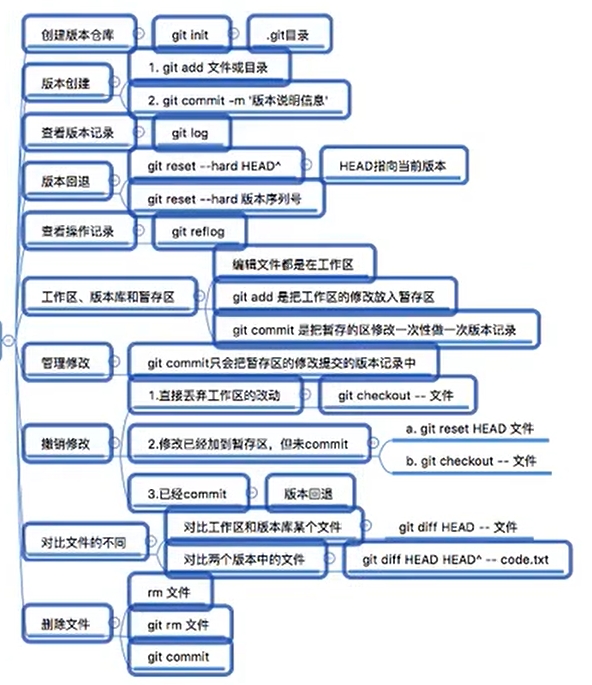 创建版本仓库
git init
.git目录
版本创建
1. git add 文件或目录
2. git commit -m '版本说明信息'
查看版本记录
git log
版本回退
git reset --hard HEAD^
HEAD指向当前版本
git reset --hard 版本序列号
查看操作记录
git reflog
工作区、版本库和暂存区
编辑文件都是在工作区
git add 是把工作区的修改放入暂存区
git commit 是把暂存的区修改一次性做一次版本记录
管理修改
git commit只会把暂存区的修改提交的版本记录中
撤销修改
1.直接丢弃工作区的改动
git checkout -- 文件
2.修改已经加到暂存区，但未commit
a. git reset HEAD 文件
b. git checkout -- 文件
3.已经commit
版本回退
对比文件的不同
对比工作区和版本库某个文件
git diff HEAD -- 文件
对比两个版本中的文件
git diff HEAD HEAD^ -- code.txt
删除文件
rm 文件
git rm 文件
git commit